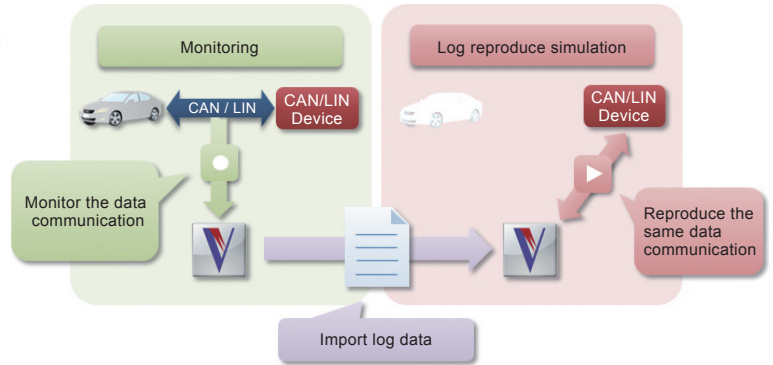 Monitoring
Log reproduce simulation
CAN / LIN
CAN/LIN
Device
CAN/LIN
Device
Monitor the data
communication
Reproduce the
same data
communication
Import log data